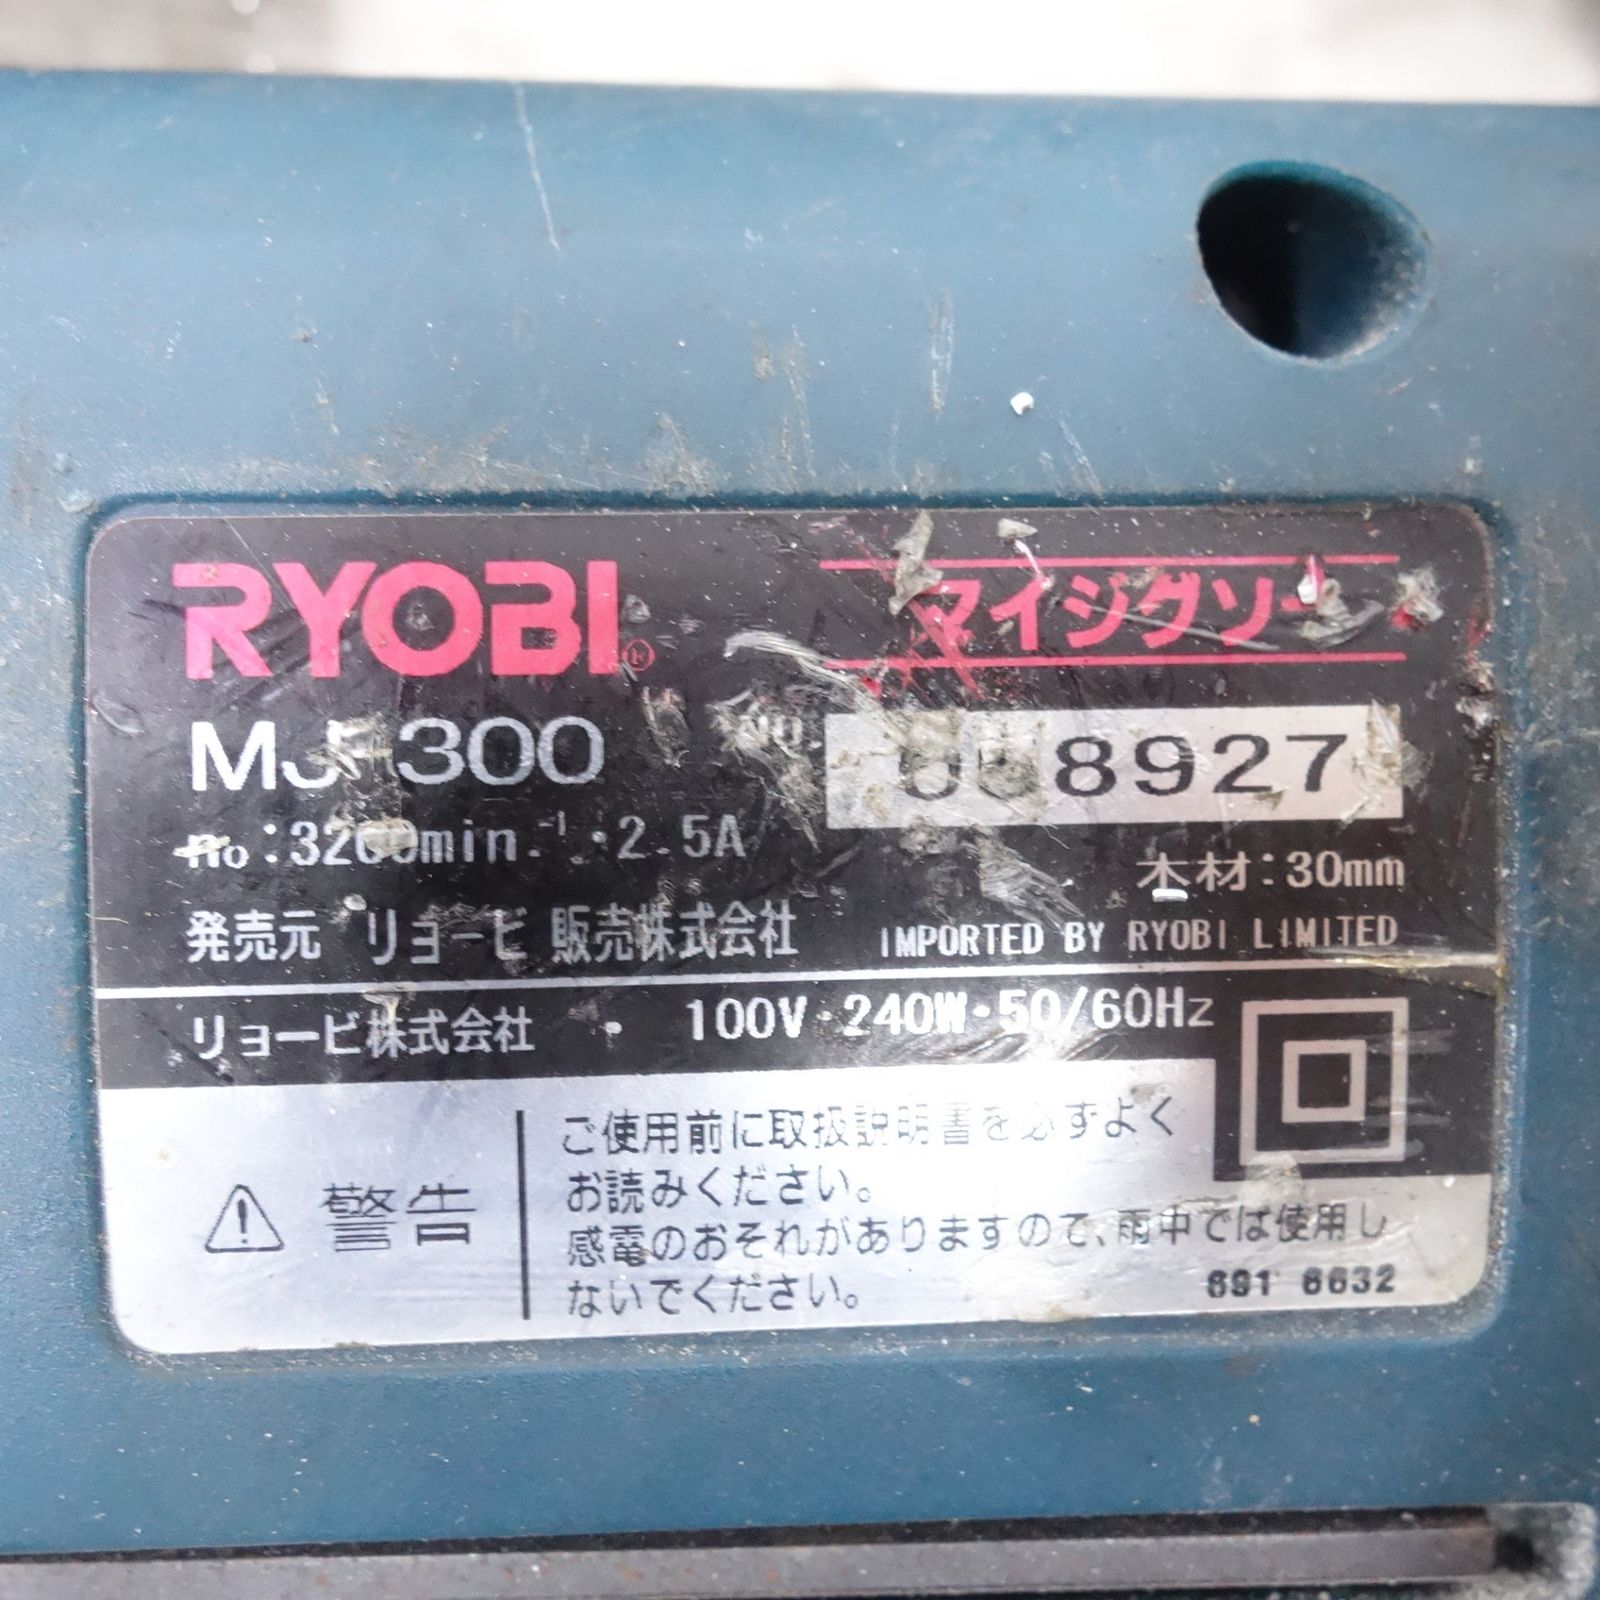 RYOBI®
マイジグソー
300
8927
min⁻¹・2.5A
木材:30mm
発売元 リョービ販売株式会社
IMPORTED BY RYOBI LIMITED
リョービ株式会社・100V・240W・50/60Hz
警告
ご使用前に取扱説明書を必ずよく
お読みください。
感電のおそれがありますので、雨中では使用し
ないでください。
6632